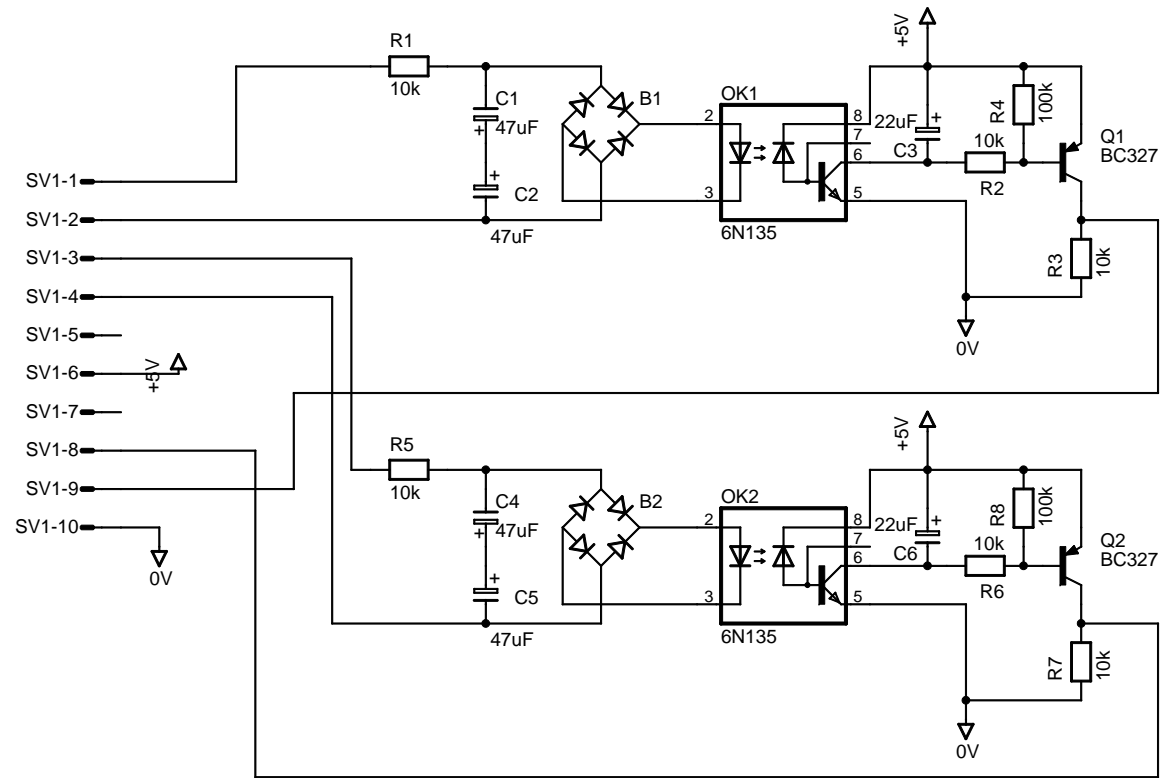 +5V
R1
10k
C1
47uF
+
+
C2
47uF
B1
OK1
2
3
8
7
6
5
6N135
22uF
+
C3
10k
R2
R4
100k
Q1
BC327
R3
10k
0V
SV1-1
SV1-2
SV1-3
SV1-4
SV1-5
SV1-6
+5V
SV1-7
SV1-8
SV1-9
SV1-10
0V
+5V
R5
10k
C4
47uF
+
+
C5
47uF
B2
OK2
2
3
8
7
6
5
6N135
22uF
+
C6
10k
R6
R8
100k
Q2
BC327
R7
10k
0V